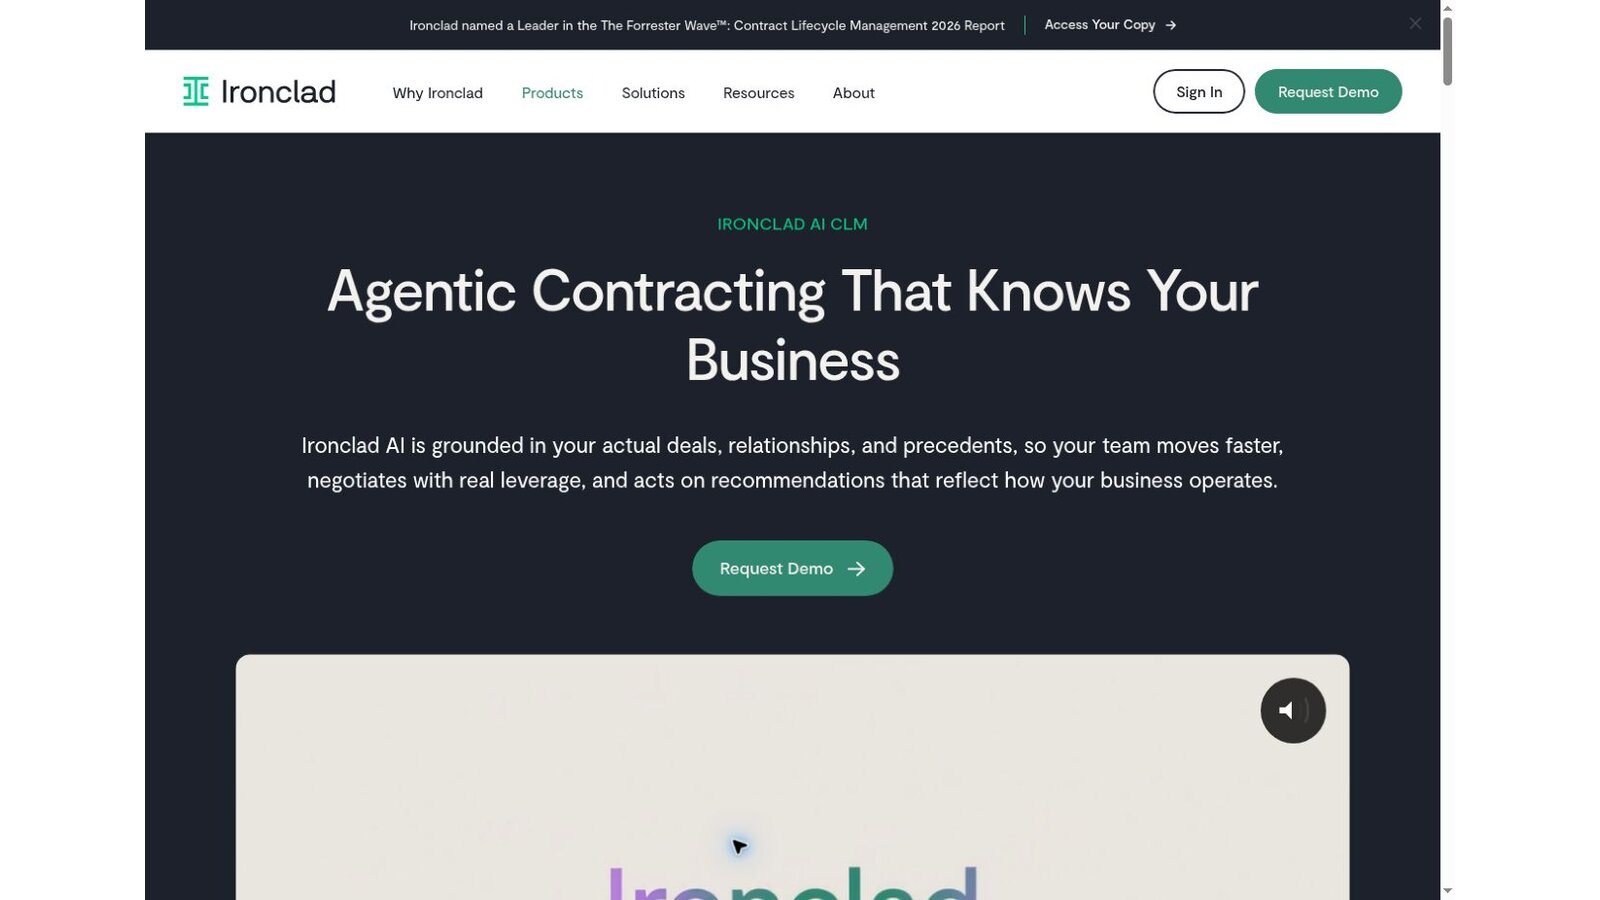 Ironclad named a Leader in the The Forrester Wave™: Contract Lifecycle Management 2026 Report
Access Your Copy →
Ironclad
Why Ironclad
Products
Solutions
Resources
About
Sign In
Request Demo
IRONCLAD AI CLM
Agentic Contracting That Knows Your
Business
Ironclad AI is grounded in your actual deals, relationships, and precedents, so your team moves faster,
negotiates with real leverage, and acts on recommendations that reflect how your business operates.
Request Demo →
Ironclad